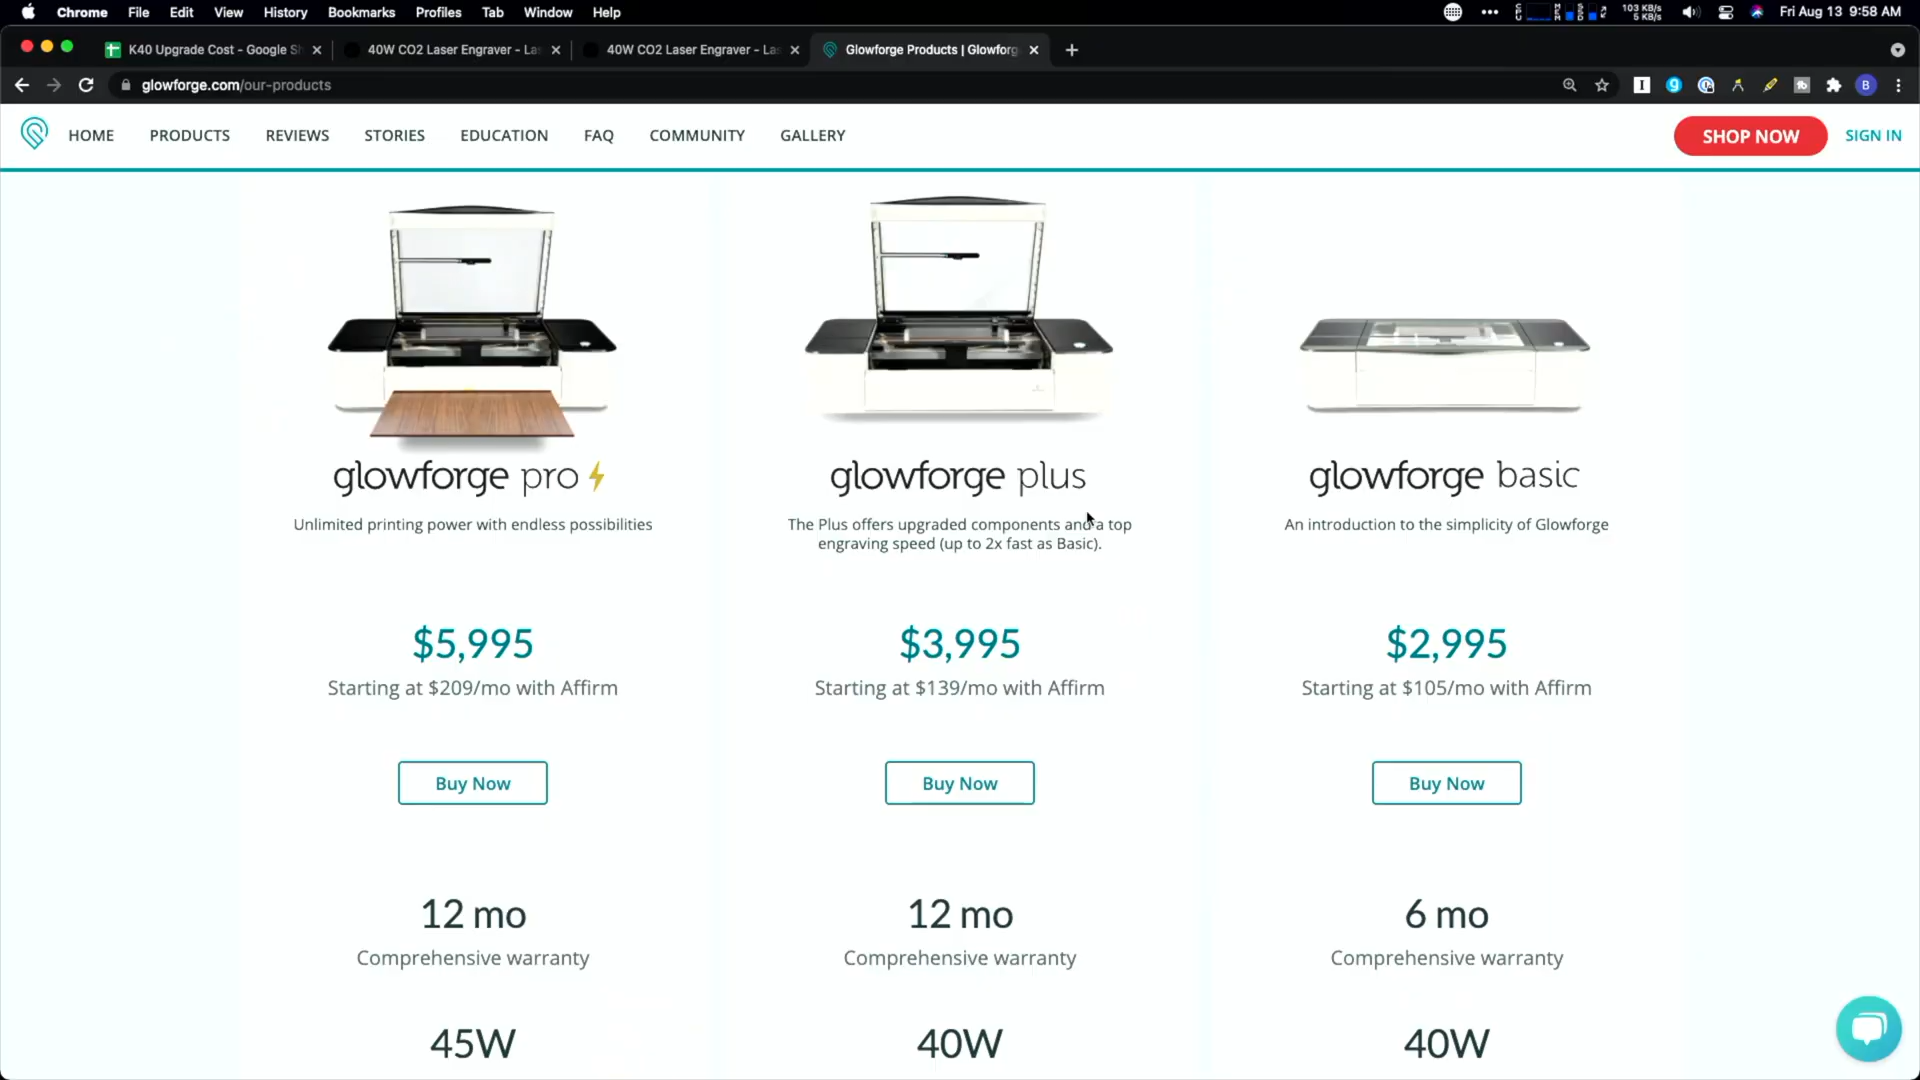 Chrome File Edit View History Bookmarks Profiles Tab Window Help
103 KB/s
5 KB/s
Fri Aug 13 9:58 AM
K40 Upgrade Cost - Google Sh
40W CO2 Laser Engraver - La
40W CO2 Laser Engraver - La
Glowforge Products | Glowforg
glowforge.com/our-products
HOME PRODUCTS REVIEWS STORIES EDUCATION FAQ COMMUNITY GALLERY SHOP NOW SIGN IN
glowforge pro
Unlimited printing power with endless possibilities
$5,995
Starting at $209/mo with Affirm
Buy Now
12 mo
Comprehensive warranty
45W
glowforge plus
The Plus offers upgraded components and a top
engraving speed (up to 2x fast as Basic).
$3,995
Starting at $139/mo with Affirm
Buy Now
12 mo
Comprehensive warranty
40W
glowforge basic
An introduction to the simplicity of Glowforge
$2,995
Starting at $105/mo with Affirm
Buy Now
6 mo
Comprehensive warranty
40W